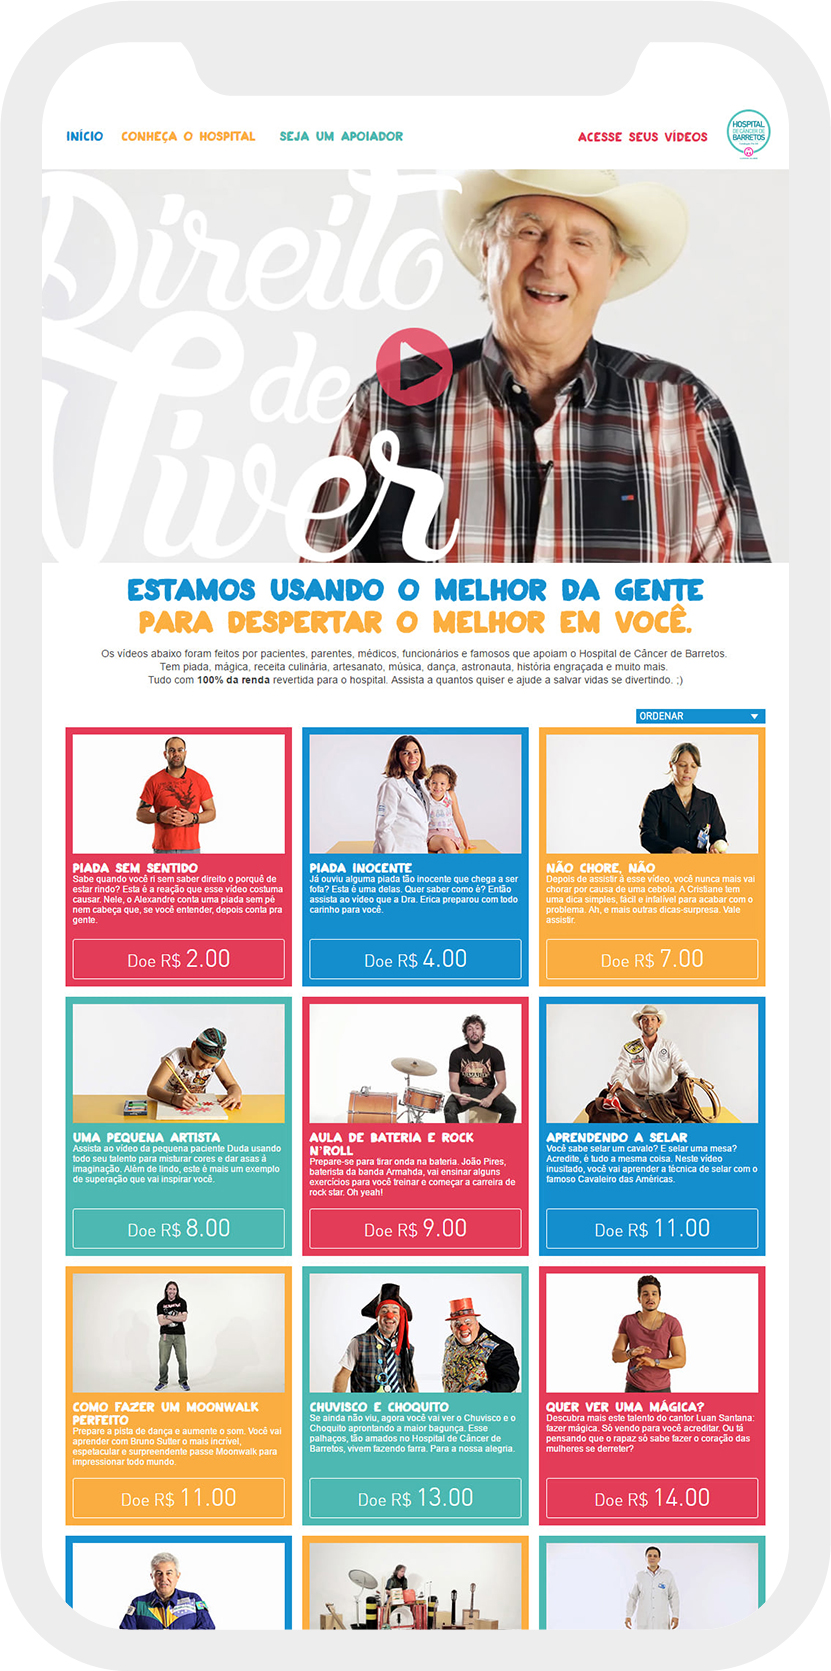 INÍCIO CONHEÇA O HOSPITAL SEJA UM APOIADOR ACESSE SEUS VÍDEOS
HOSPITAL
DE CÂNCER DE
BARRETOS
Direito
de
Viver
ESTAMOS USANDO O MELHOR DA GENTE
PARA DESPERTAR O MELHOR EM VOCÊ.
Os vídeos abaixo foram feitos por pacientes, parentes, médicos, funcionários e famosos que apoiam o Hospital de Câncer de Barretos.
Tem piada, mágica, receita culinária, artesanato, música, dança, astronauta, história engraçada e muito mais.
Tudo com 100% da renda revertida para o hospital. Assista a quantos quiser e ajude a salvar vidas se divertindo. ;)
ORDENAR
PIADA SEM SENTIDO
Sabe quando você ri sem saber direito o porquê de
estar rindo? Esta é a reação que esse vídeo costuma
causar. Nele, o Alexandre conta uma piada sem pé
nem cabeça que, se você entender, depois conta pra
gente.
Doe R$ 2.00
PIADA INOCENTE
Já ouviu alguma piada tão inocente que chega a ser
fofa? Esta é uma delas. Quer saber como é? Então
assista ao vídeo que a Dra. Erica preparou com todo
carinho para você.
Doe R$ 4.00
NÃO CHORE, NÃO
Depois de assistir a esse vídeo, você nunca mais vai
chorar por causa de uma cebola. A Cristiane tem
uma dica simples, fácil e infalível para acabar com o
problema. Ah, e mais outras dicas-surpresa. Vale
assistir.
Doe R$ 7.00
UMA PEQUENA ARTISTA
Assista ao vídeo da pequena paciente Duda usando
todo seu talento para misturar cores e dar asas à
imaginação. Além de lindo, este é mais um exemplo
de superação que vai inspirar você.
Doe R$ 8.00
AULA DE BATERIA E ROCK
N'ROLL
Prepare-se para tirar onda na bateria. João Pires,
baterista da banda Armahda, vai ensinar alguns
exercícios para você treinar e começar a carreira de
rock star. Oh yeah!
Doe R$ 9.00
APRENDENDO A SELAR
Você sabe selar um cavalo? E selar uma mesa?
Acredite, é tudo a mesma coisa. Neste vídeo
inusitado, você vai aprender a técnica de selar com o
famoso Cavaleiro das Américas.
Doe R$ 11.00
COMO FAZER UM MOONWALK
PERFEITO
Prepare a pista de dança e aumente o som. Você vai
aprender com Bruno Sutter o mais incrível,
espetacular e surpreendente passe Moonwalk para
impressionar todo mundo.
Doe R$ 11.00
CHUVISCO E CHOQUITO
Se ainda não viu, agora você vai ver o Chuvisco e o
Choquito aprontando a maior bagunça. Esse
palhaços, tão amados no Hospital de Câncer de
Barretos, vivem fazendo farra. Para a nossa alegria.
Doe R$ 13.00
QUER VER UMA MÁGICA?
Descubra mais este talento do cantor Luan Santana:
fazer mágica. Só vendo para você acreditar. Ou tá
pensando que o rapaz só sabe fazer o coração das
mulheres se derreter?
Doe R$ 14.00